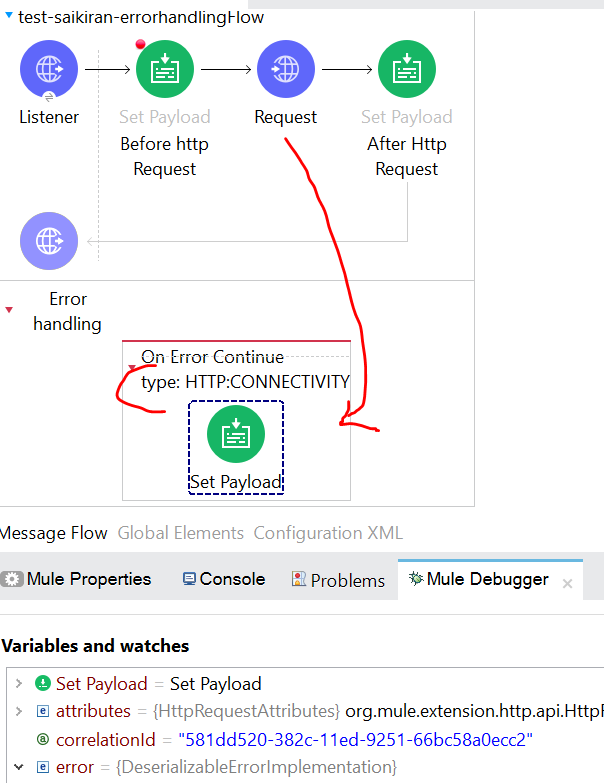 test-saikiran-errorhandlingFlow
Listener
Set Payload
Before http
Request
Request
Set Payload
After Http
Request
Error
handling
On Error Continue
type: HTTP:CONNECTIVITY
Set Payload
Message Flow Global Elements Configuration XML
Mule Properties Console Problems Mule Debugger
Variables and watches
Set Payload = Set Payload
attributes = {HttpRequestAttributes} org.mule.extension.http.api.HttpR
correlationId = "581dd520-382c-11ed-9251-66bc58a0ecc2"
error = {DeserializableErrorImplementation}